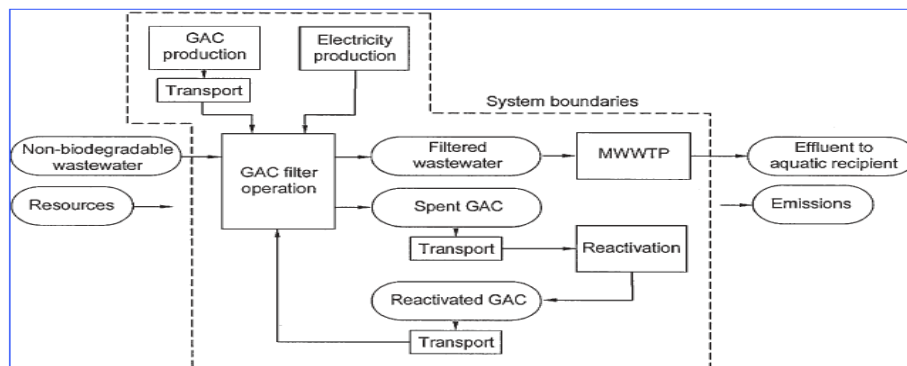 GAC
production
Electricity
production
Transport
System boundaries
Non-biodegradable
wastewater
GAC filter
operation
Filtered
wastewater
MWWTP
Effluent to
aquatic recipient
Resources
Spent GAC
Emissions
Transport
Reactivation
Reactivated GAC
Transport